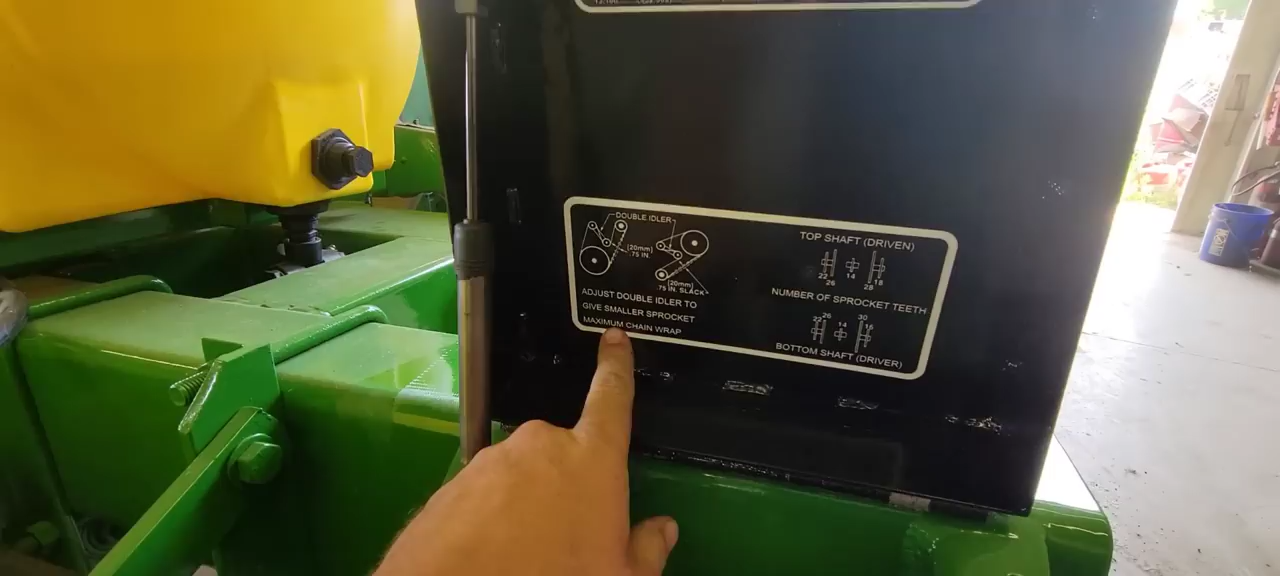 DOUBLE IDLER
(20mm)
.75 IN.
(20mm)
.75 IN. SLACK
ADJUST DOUBLE IDLER TO
GIVE SMALLER SPROCKET
MAXIMUM CHAIN WRAP
TOP SHAFT (DRIVEN)
22 26 14 28 18
NUMBER OF SPROCKET TEETH
22 26 14 30 16
BOTTOM SHAFT (DRIVER)